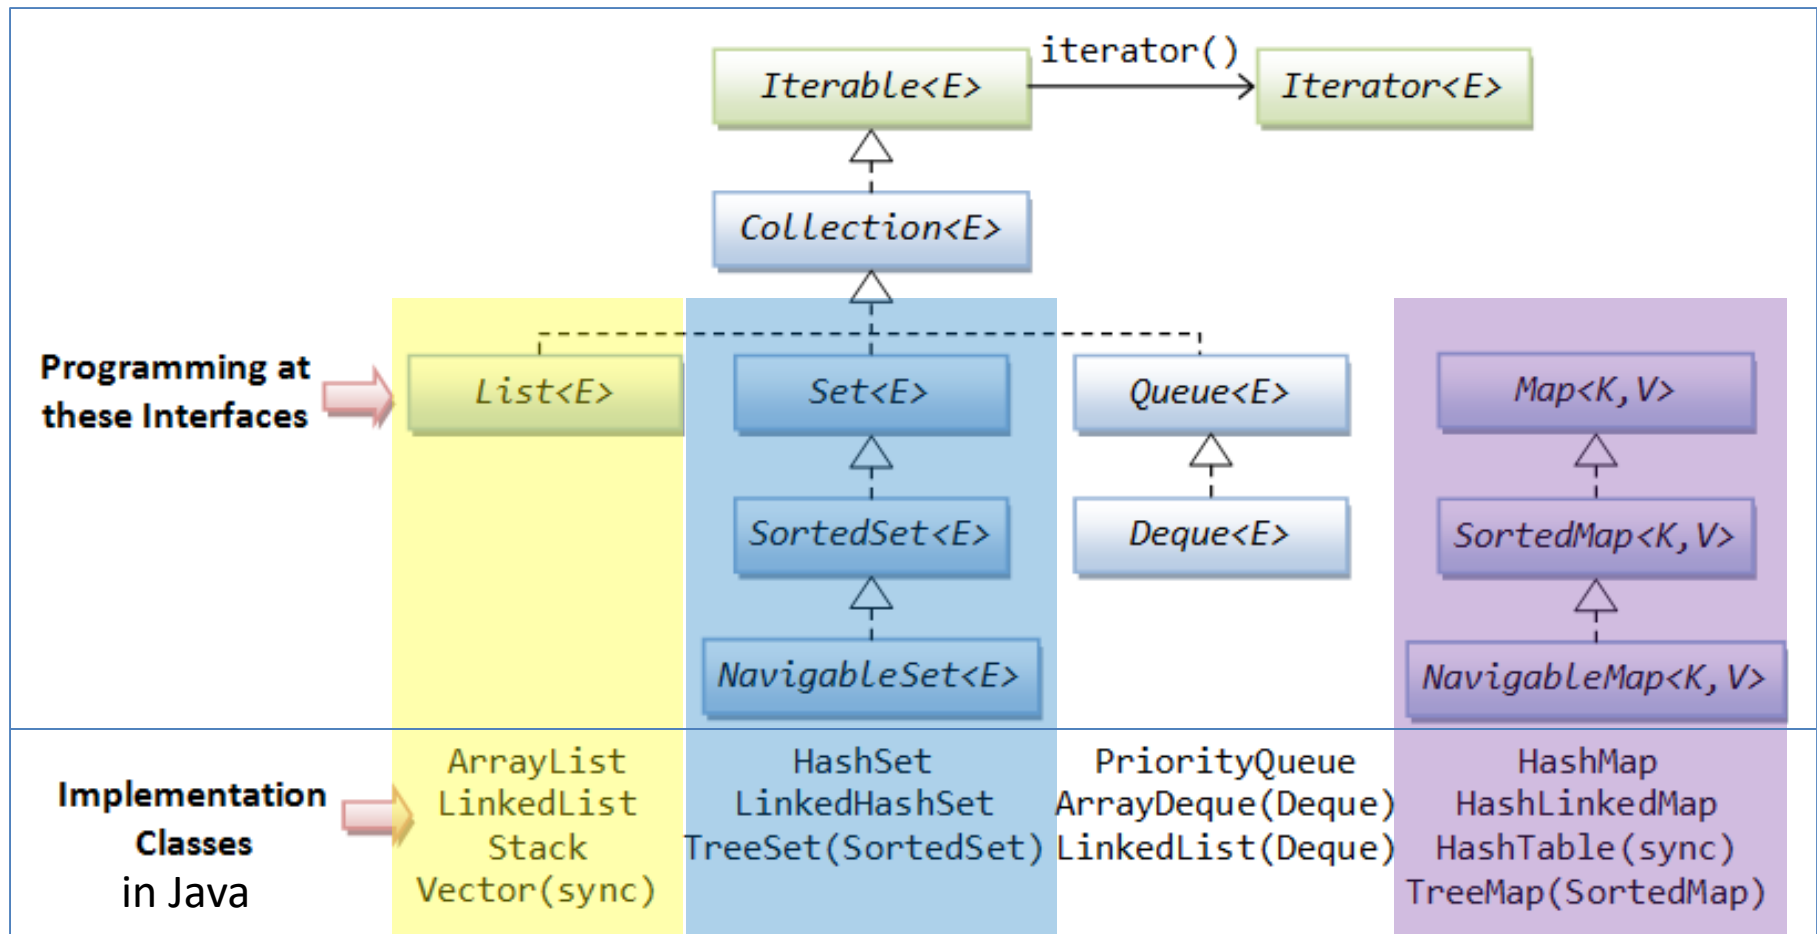 iterator()
Iterable<E>
Iterator<E>
Collection<E>
Programming at
these Interfaces
List<E>
Set<E>
Queue<E>
Map<K,V>
SortedSet<E>
Deque<E>
SortedMap<K,V>
NavigableSet<E>
NavigableMap<K,V>
Implementation
Classes
in Java
ArrayList
LinkedList
Stack
Vector(sync)
HashSet
LinkedHashSet
TreeSet(SortedSet)
PriorityQueue
ArrayDeque(Deque)
LinkedList(Deque)
HashMap
HashLinkedMap
HashTable(sync)
TreeMap(SortedMap)